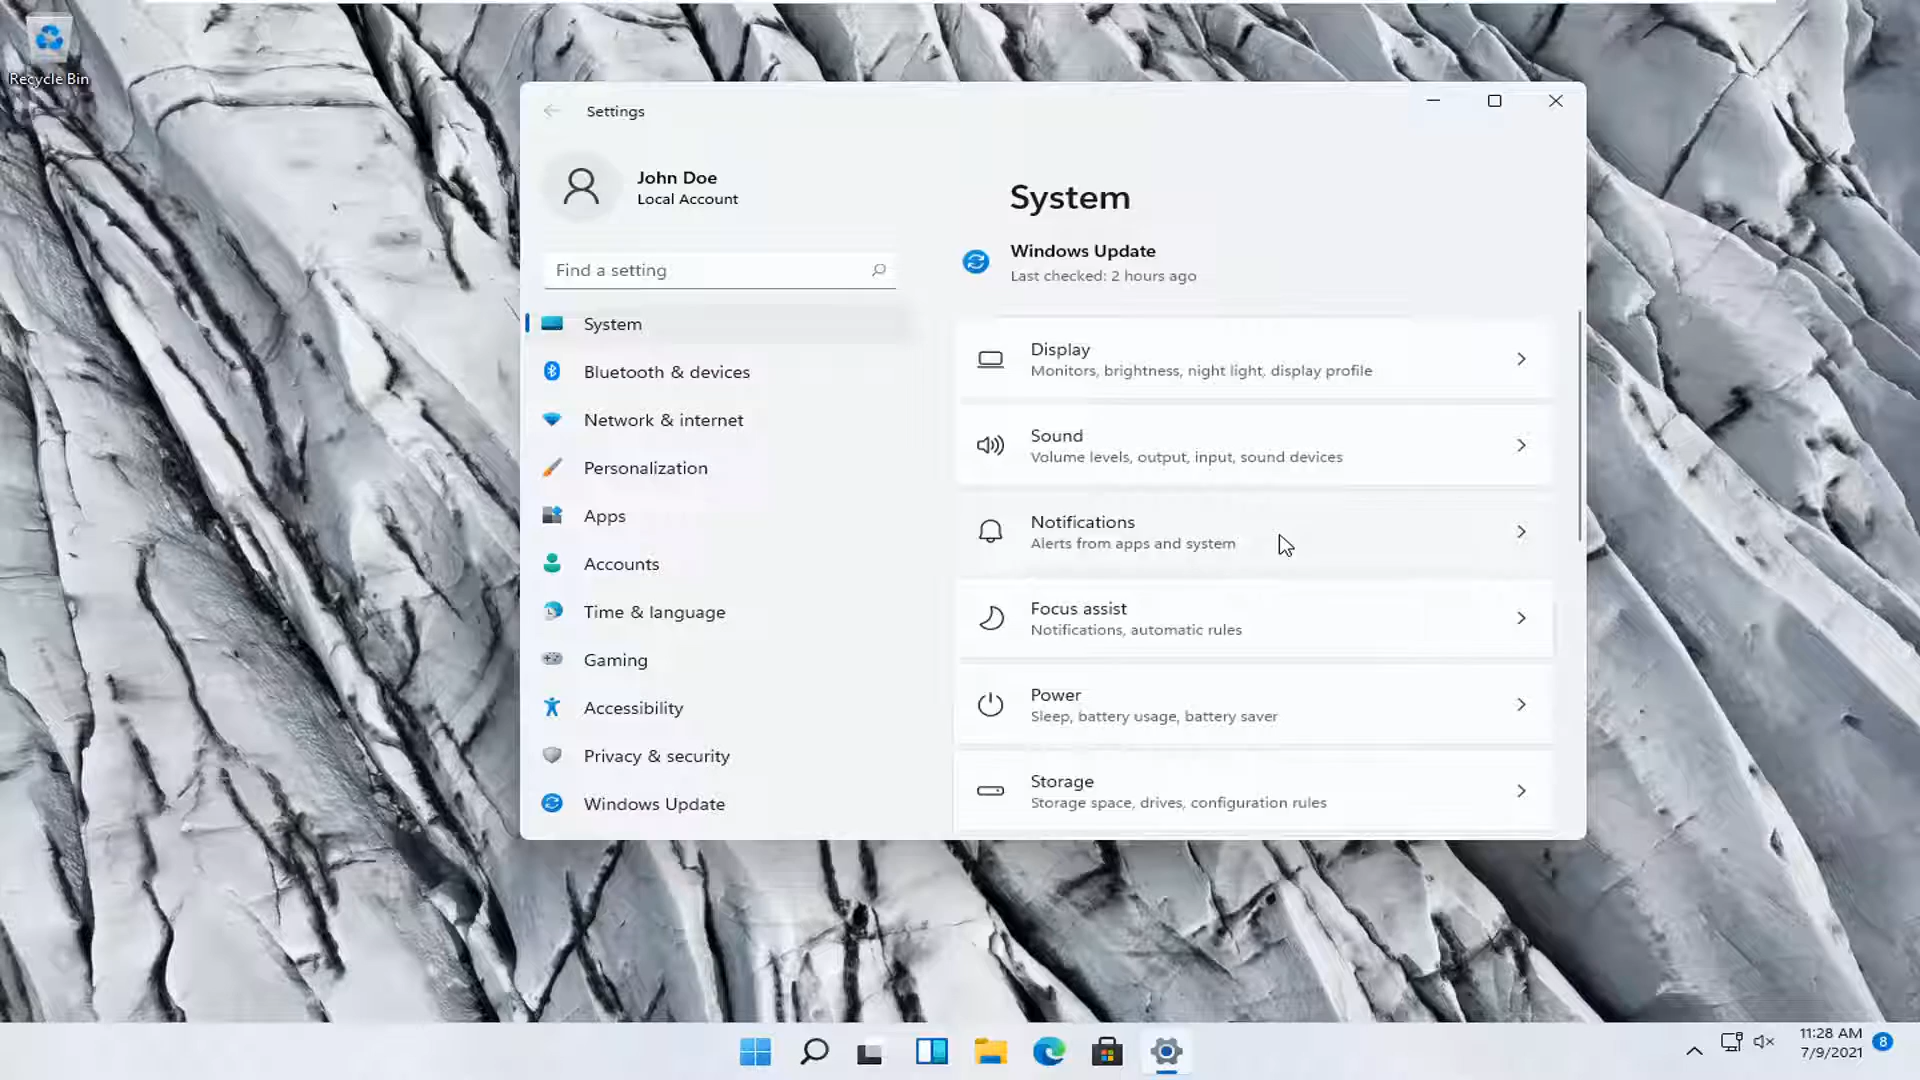 Recycle Bin
Settings
John Doe
Local Account
Find a setting
System
Bluetooth & devices
Network & internet
Personalization
Apps
Accounts
Time & language
Gaming
Accessibility
Privacy & security
Windows Update
System
Windows Update
Last checked: 2 hours ago
Display
Monitors, brightness, night light, display profile
Sound
Volume levels, output, input, sound devices
Notifications
Alerts from apps and system
Focus assist
Notifications, automatic rules
Power
Sleep, battery usage, battery saver
Storage
Storage space, drives, configuration rules
11:28 AM
7/9/2021
8